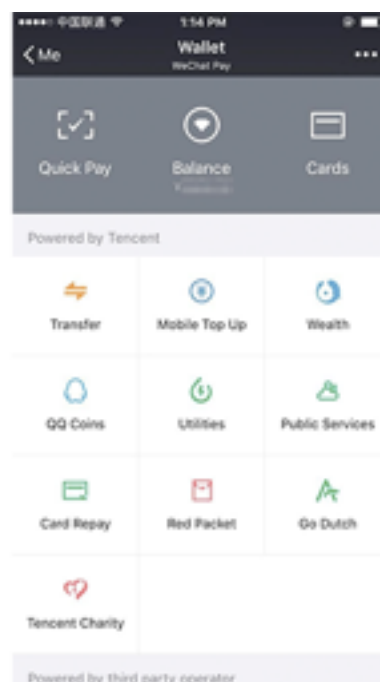 中国联通 1:14 PM
Me Wallet
WeChat Pay
Quick Pay Balance Cards
Powered by Tencent
Transfer Mobile Top Up Wealth
QQ Coins Utilities Public Services
Card Repay Red Packet Go Dutch
Tencent Charity
Powered by third party operator